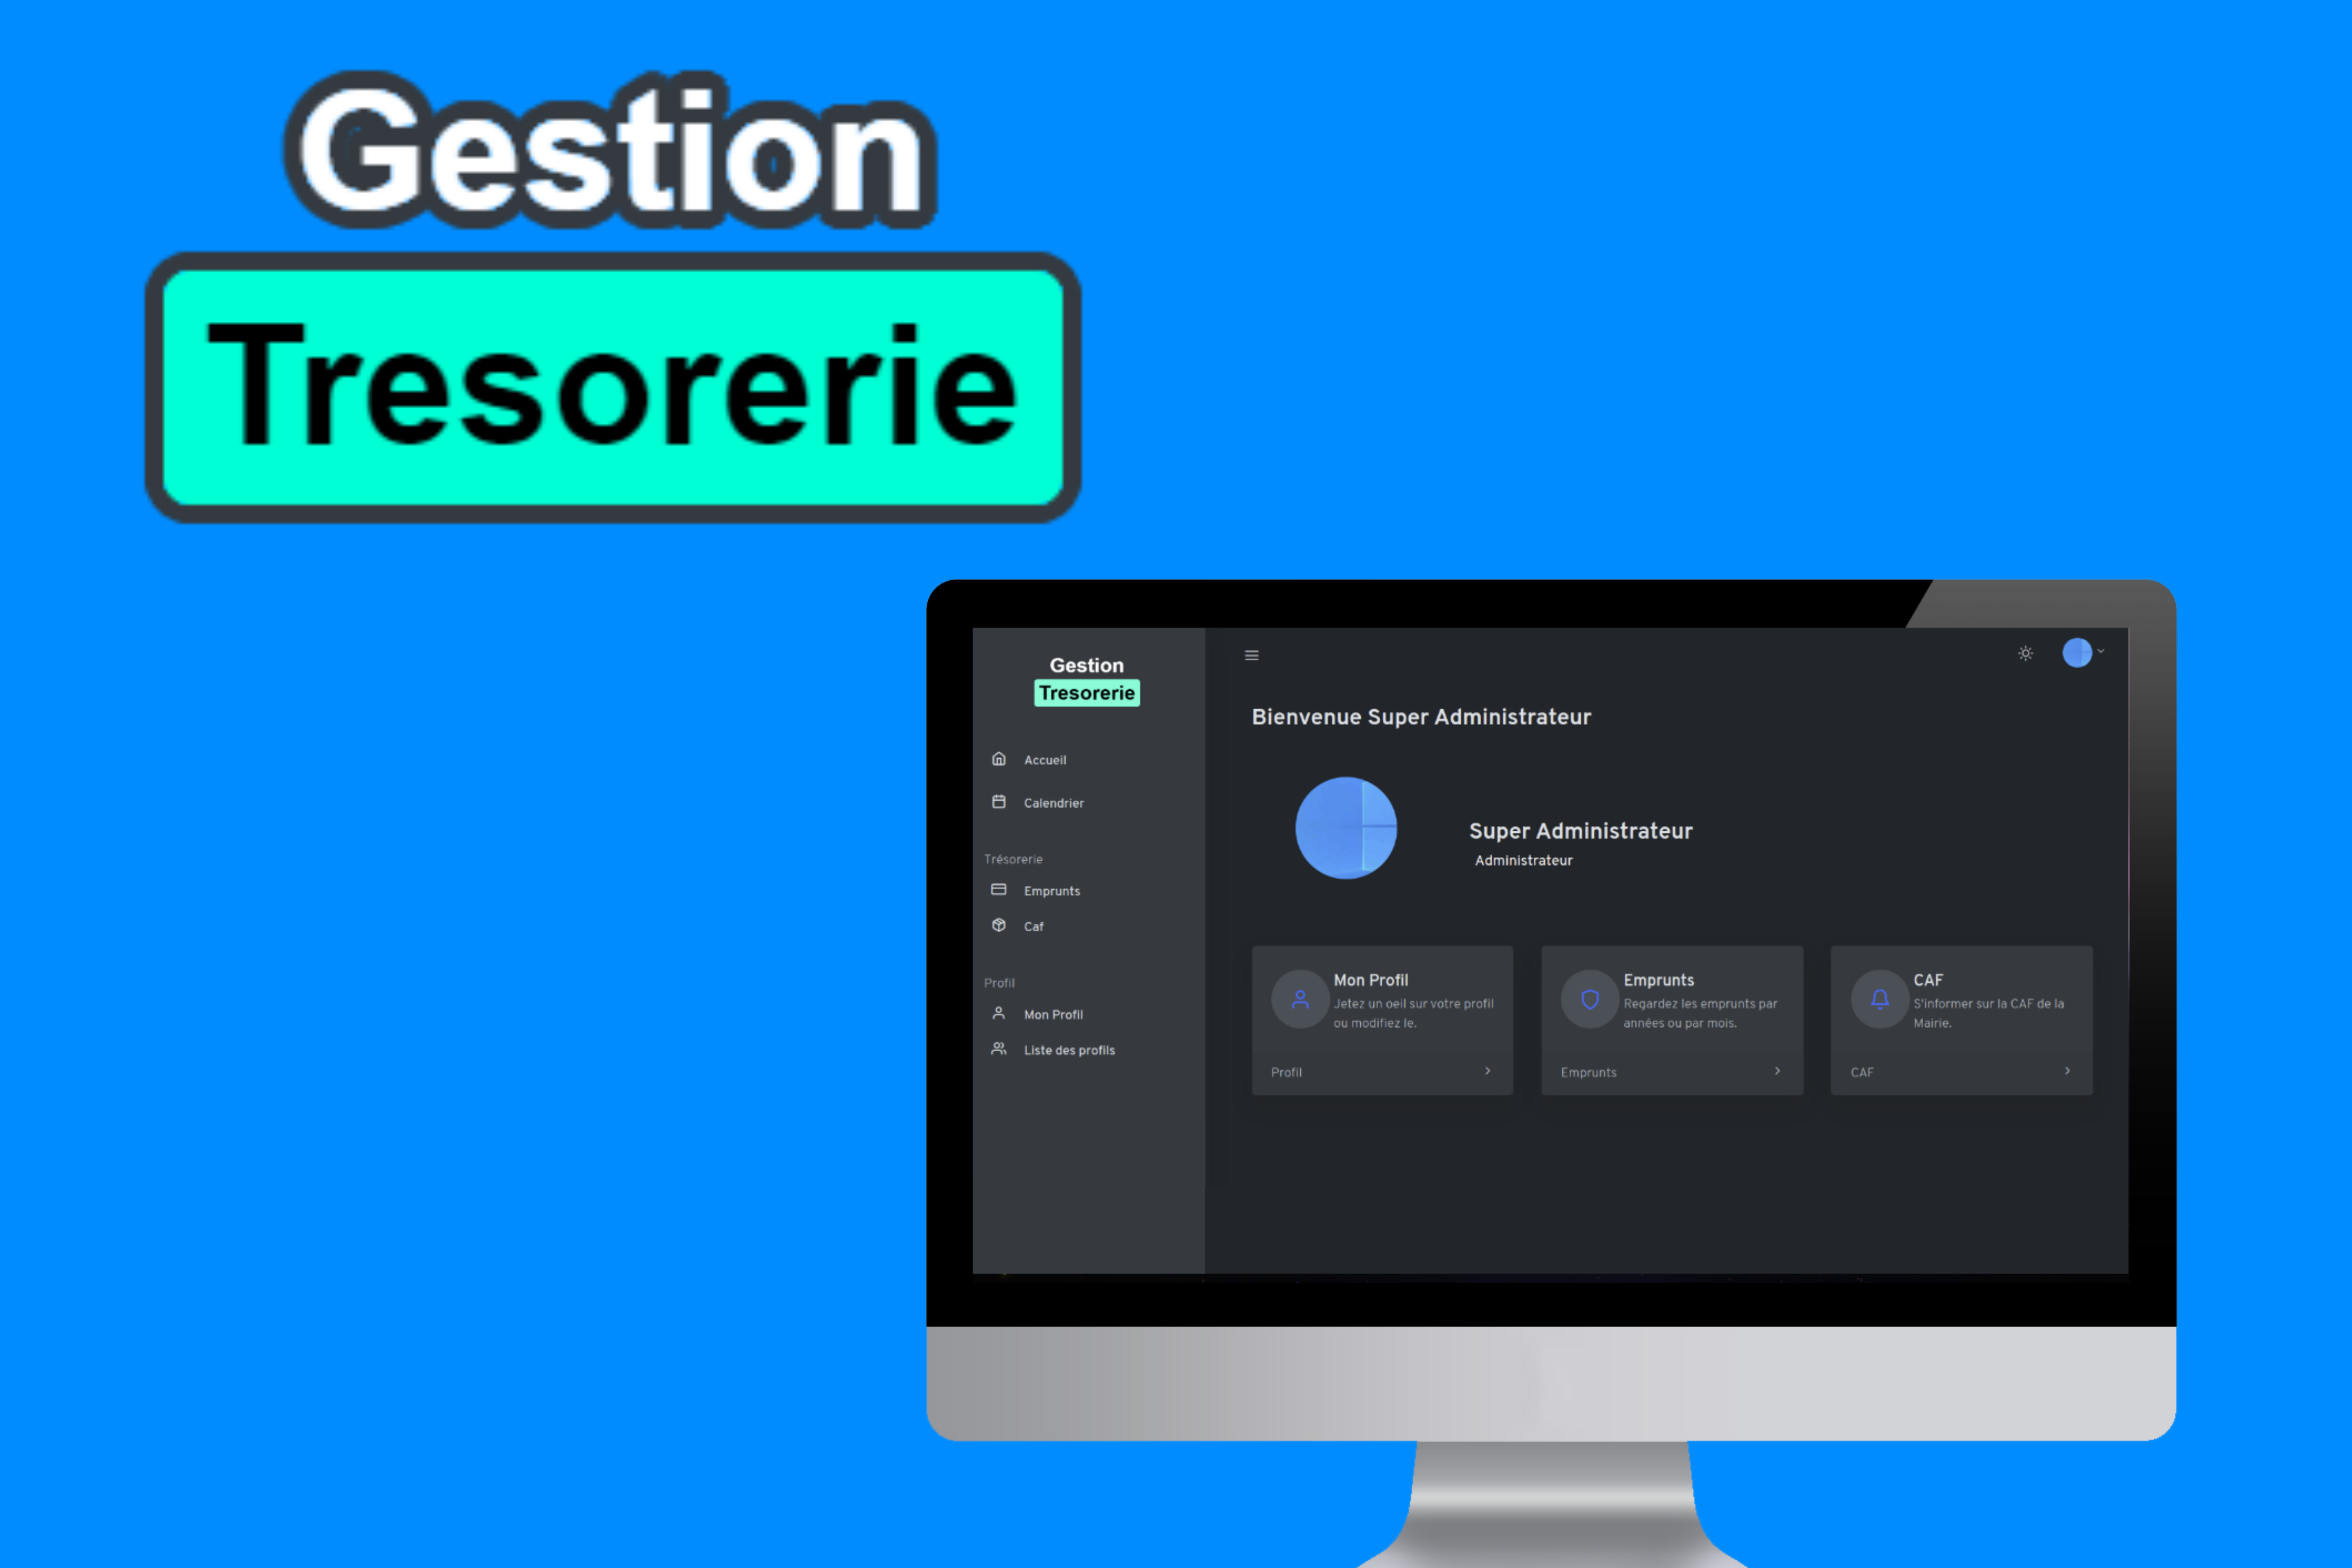 Gestion
Tresorerie
Gestion
Tresorerie
Accueil
Calendrier
Trésorerie
Emprunts
Caf
Profil
Mon Profil
Liste des profils
Bienvenue Super Administrateur
Super Administrateur
Administrateur
Mon Profil
Jetez un oeil sur votre profil
ou modifiez le.
Profil
Emprunts
Regardez les emprunts par
années ou par mois.
Emprunts
CAF
S'informer sur la CAF de la
Mairie.
CAF